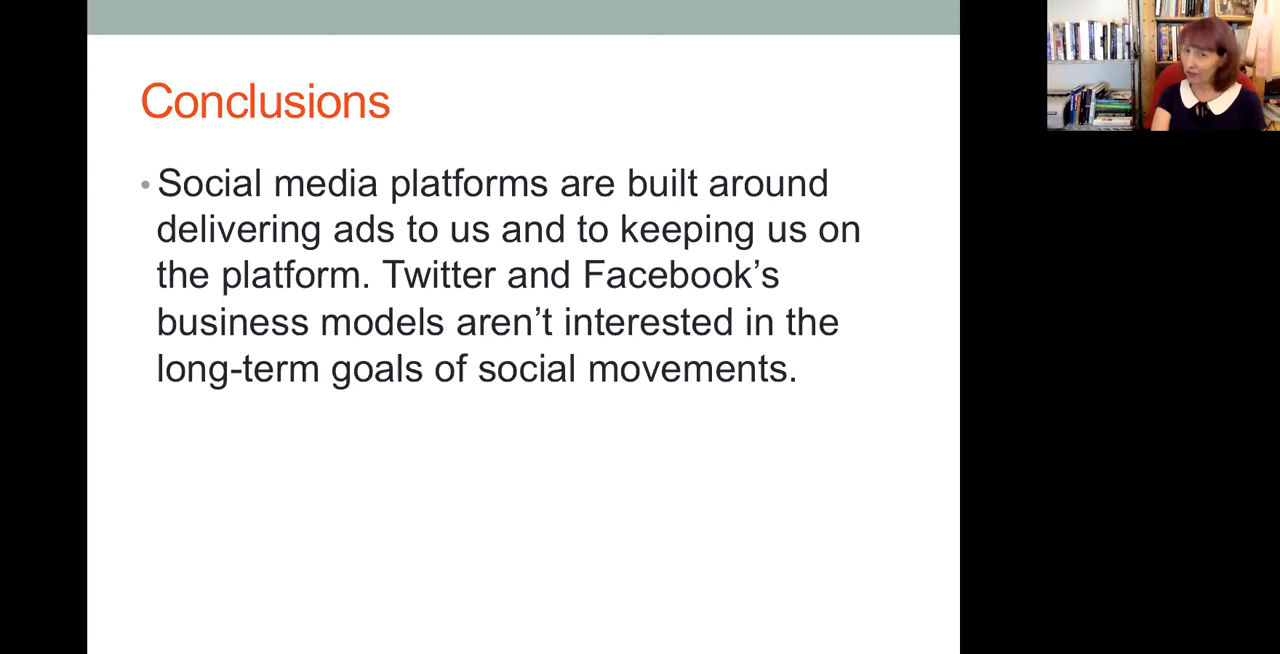 Conclusions
• Social media platforms are built around
delivering ads to us and to keeping us on
the platform. Twitter and Facebook’s
business models aren’t interested in the
long-term goals of social movements.